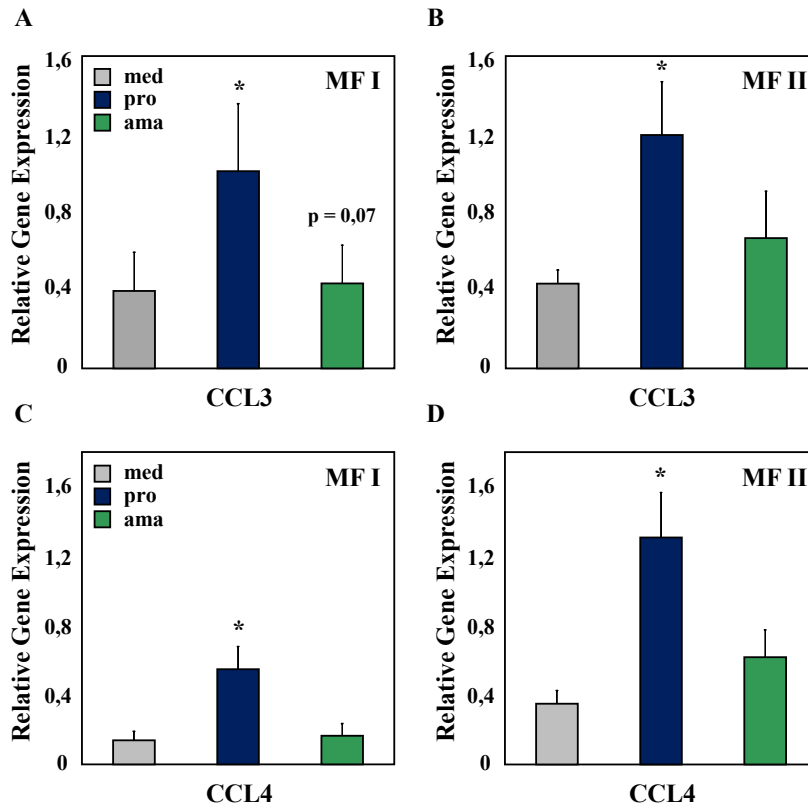 A
Relative Gene Expression
1,6
1,2
0,8
0,4
0
med
pro
ama
MF I
*
p = 0,07
CCL3
B
Relative Gene Expression
1,6
1,2
0,8
0,4
0
MF II
*
CCL3
C
Relative Gene Expression
1,6
1,2
0,8
0,4
0
med
pro
ama
MF I
*
CCL4
D
Relative Gene Expression
1,6
1,2
0,8
0,4
0
MF II
*
CCL4